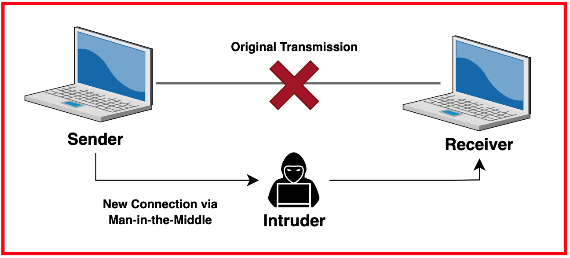 Original Transmission
Sender
Receiver
New Connection via
Man-in-the-Middle
Intruder